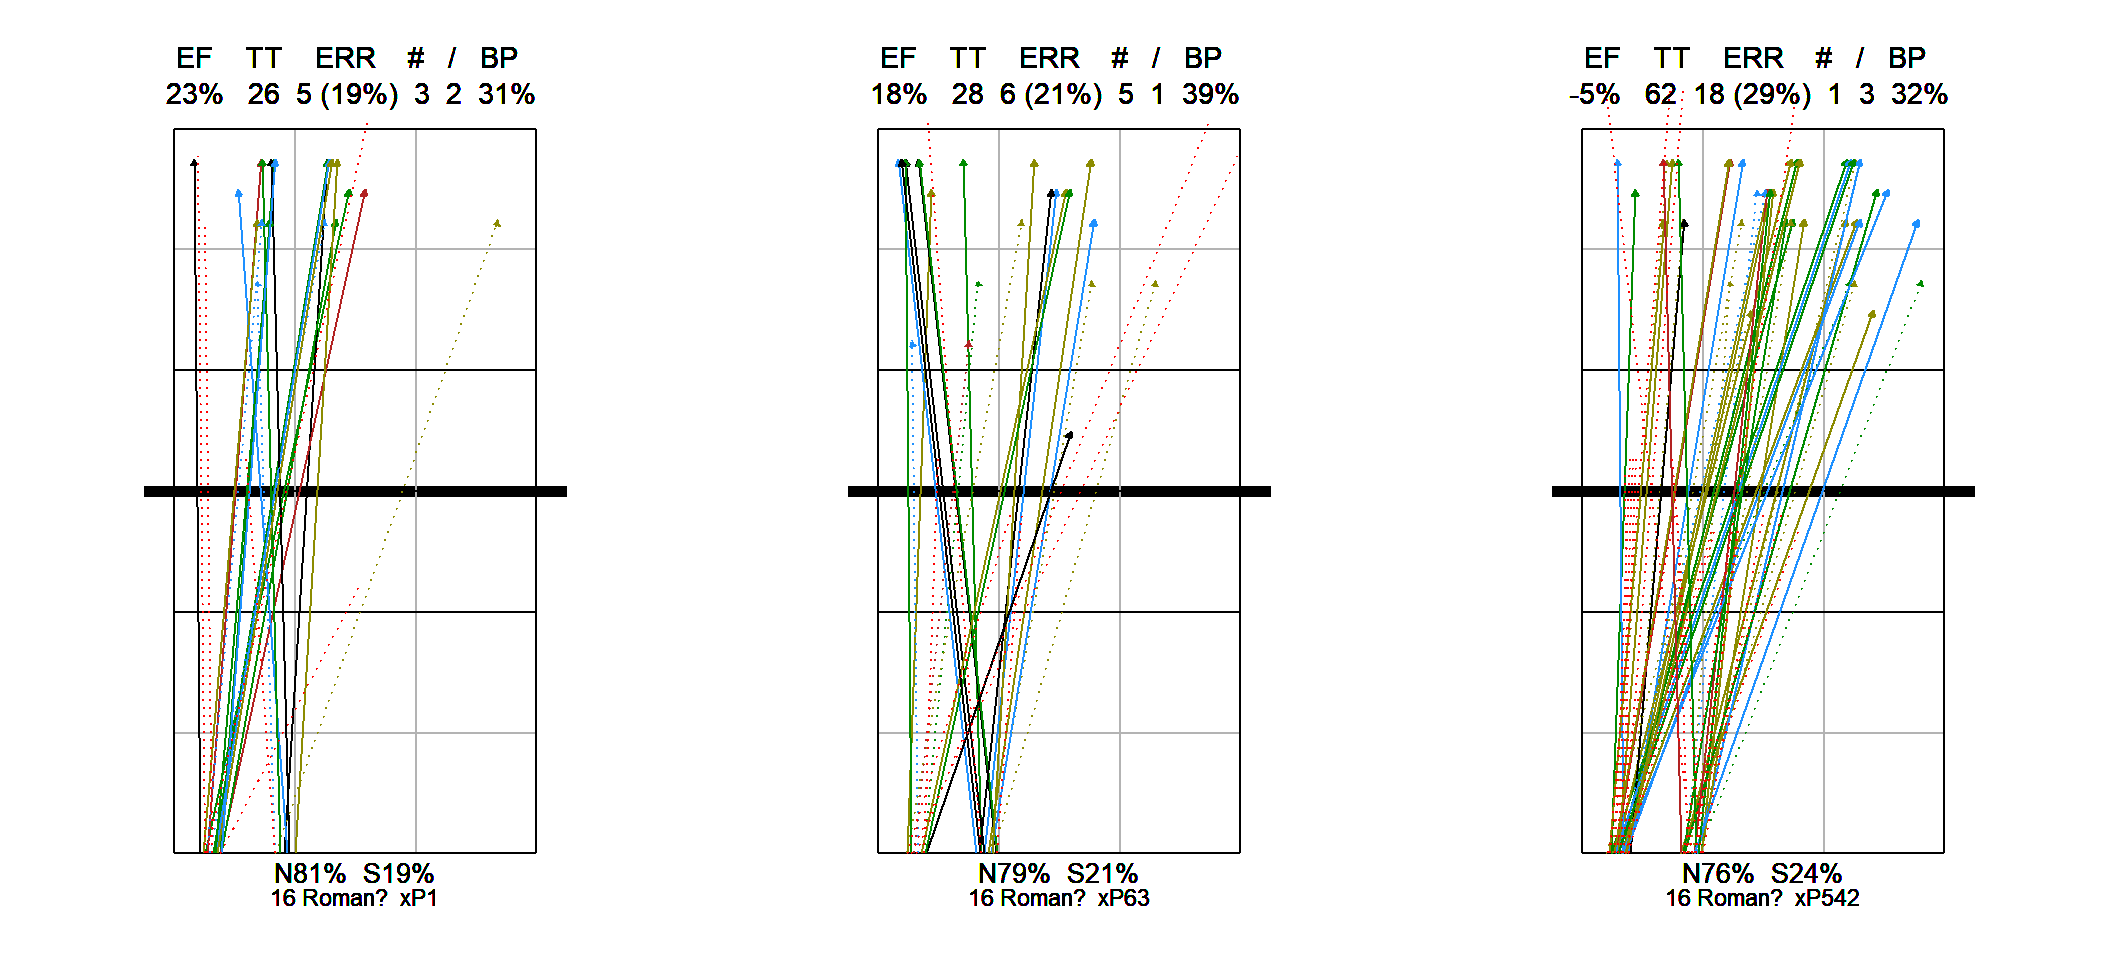 EF TT ERR # / BP
23% 26 5 (19%) 3 2 31%
N81% S19%
16 Roman? xP1
EF TT ERR # / BP
18% 28 6 (21%) 5 1 39%
N79% S21%
16 Roman? xP63
EF TT ERR # / BP
-5% 62 18 (29%) 1 3 32%
N76% S24%
16 Roman? xP542